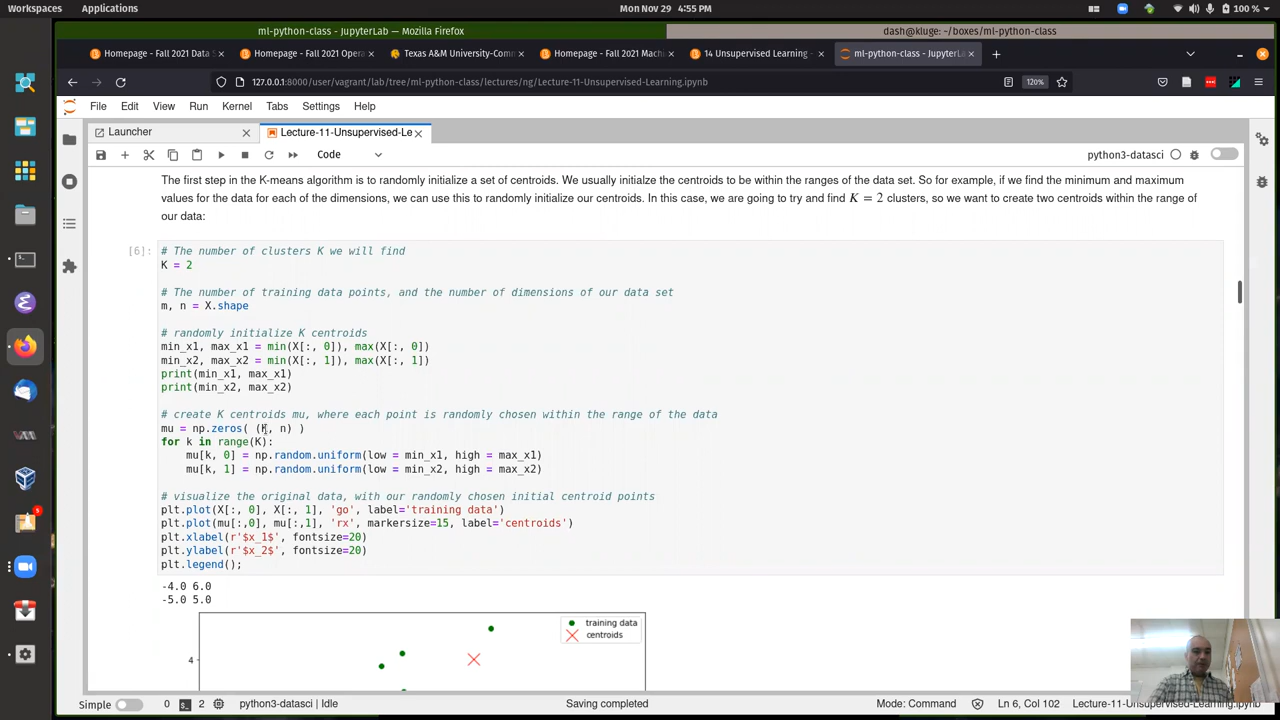 Workspaces Applications Mon Nov 29 4:55 PM 100 %
ml-python-class - JupyterLab — Mozilla Firefox dash@kluge: ~/boxes/ml-python-class
Homepage - Fall 2021 Data S Homepage - Fall 2021 Opera Texas A&M University-Comm Homepage - Fall 2021 Machi 14 Unsupervised Learning - ml-python-class - JupyterLa
127.0.0.1:8000/user/vagrant/lab/tree/ml-python-class/lectures/ng/Lecture-11-Unsupervised-Learning.ipynb 120%
File Edit View Run Kernel Tabs Settings Help
Launcher Lecture-11-Unsupervised-Le
Code python3-datasci
The first step in the K-means algorithm is to randomly initialize a set of centroids. We usually initialze the centroids to be within the ranges of the data set. So for example, if we find the minimum and maximum
values for the data for each of the dimensions, we can use this to randomly initialize our centroids. In this case, we are going to try and find K = 2 clusters, so we want to create two centroids within the range of
our data:
[6]: # The number of clusters K we will find
K = 2
# The number of training data points, and the number of dimensions of our data set
m, n = X.shape
# randomly initialize K centroids
min_x1, max_x1 = min(X[:, 0]), max(X[:, 0])
min_x2, max_x2 = min(X[:, 1]), max(X[:, 1])
print(min_x1, max_x1)
print(min_x2, max_x2)
# create K centroids mu, where each point is randomly chosen within the range of the data
mu = np.zeros( (K, n) )
for k in range(K):
    mu[k, 0] = np.random.uniform(low = min_x1, high = max_x1)
    mu[k, 1] = np.random.uniform(low = min_x2, high = max_x2)
# visualize the original data, with our randomly chosen initial centroid points
plt.plot(X[:, 0], X[:, 1], 'go', label='training data')
plt.plot(mu[:,0], mu[:,1], 'rx', markersize=15, label='centroids')
plt.xlabel(r'$x_1$', fontsize=20)
plt.ylabel(r'$x_2$', fontsize=20)
plt.legend();
-4.0 6.0
-5.0 5.0
training data
centroids
4
Simple 0 2 python3-datasci | Idle Saving completed Mode: Command Ln 6, Col 102 Lecture-11-Unsupervised-Learning.ipynb